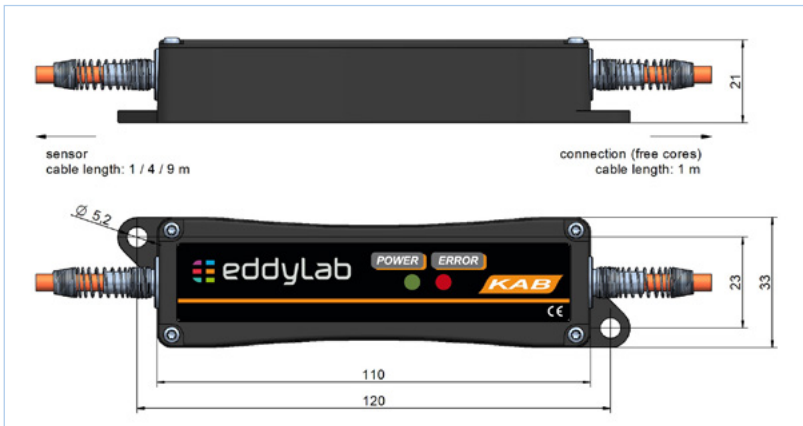 21
sensor
cable length: 1 / 4 / 9 m
connection (free cores)
cable length: 1 m
Ø 5,2
eddyLab
POWER
ERROR
KAB
CE
23
33
110
120